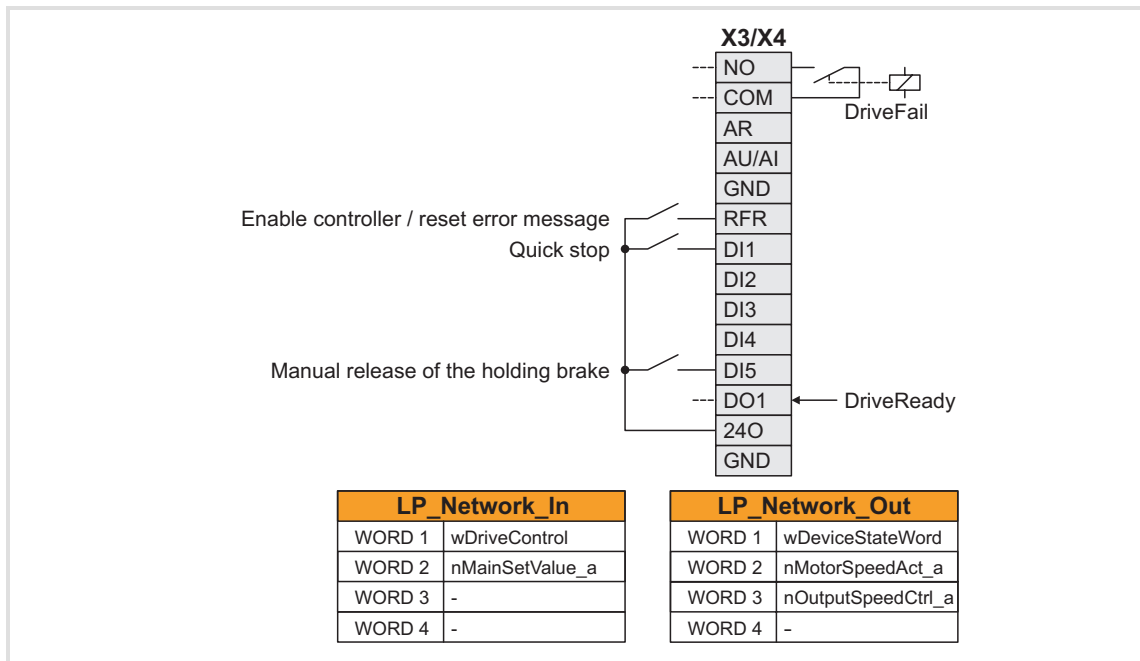 X3/X4
NO
COM
DriveFail
AR
AU/AI
GND
Enable controller / reset error message
RFR
Quick stop
DI1
DI2
DI3
DI4
Manual release of the holding brake
DI5
DO1
DriveReady
24O
GND
LP_Network_In
WORD 1 wDriveControl
WORD 2 nMainSetValue_a
WORD 3 -
WORD 4 -
LP_Network_Out
WORD 1 wDeviceStateWord
WORD 2 nMotorSpeedAct_a
WORD 3 nOutputSpeedCtrl_a
WORD 4 -